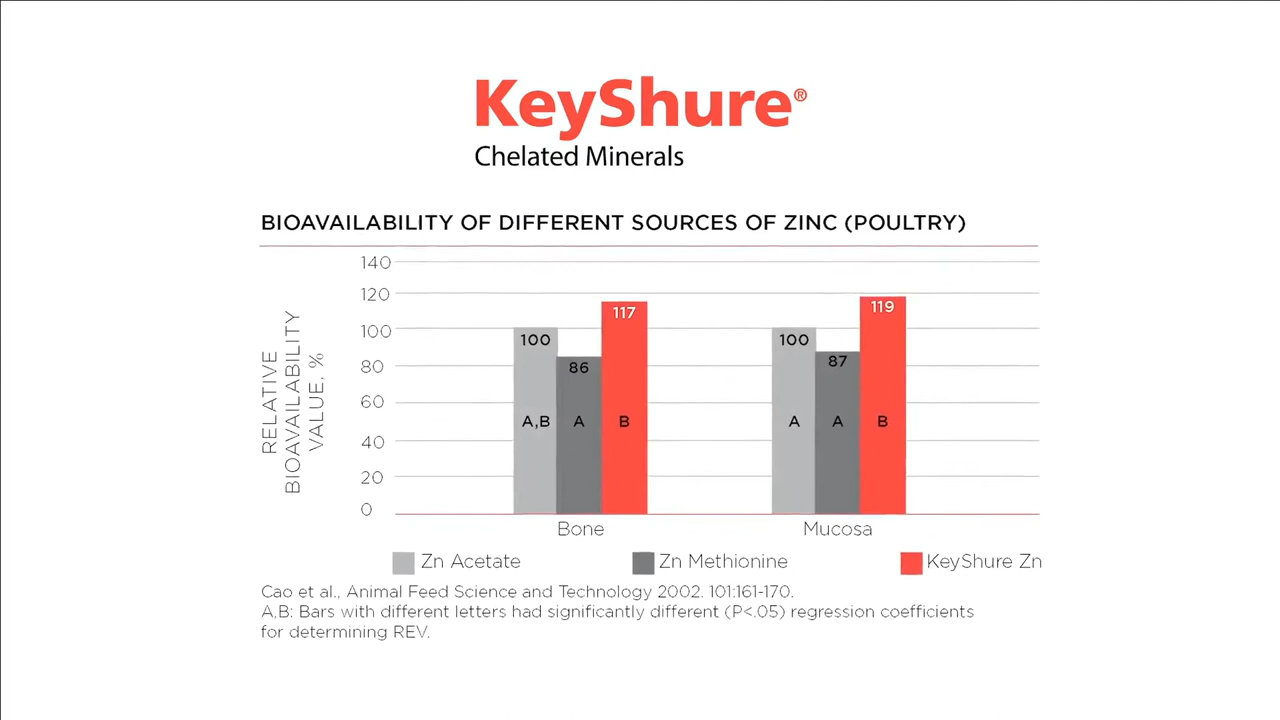 KeyShure®
Chelated Minerals
BIOAVAILABILITY OF DIFFERENT SOURCES OF ZINC (POULTRY)
RELATIVE
BIOAVAILABILITY
VALUE, %
140
120
100
80
60
40
20
0
100
86
117
A,B
A
B
100
87
119
A
A
B
Bone
Mucosa
Zn Acetate
Zn Methionine
KeyShure Zn
Cao et al., Animal Feed Science and Technology 2002. 101:161-170.
A,B: Bars with different letters had significantly different (P<.05) regression coefficients
for determining REV.